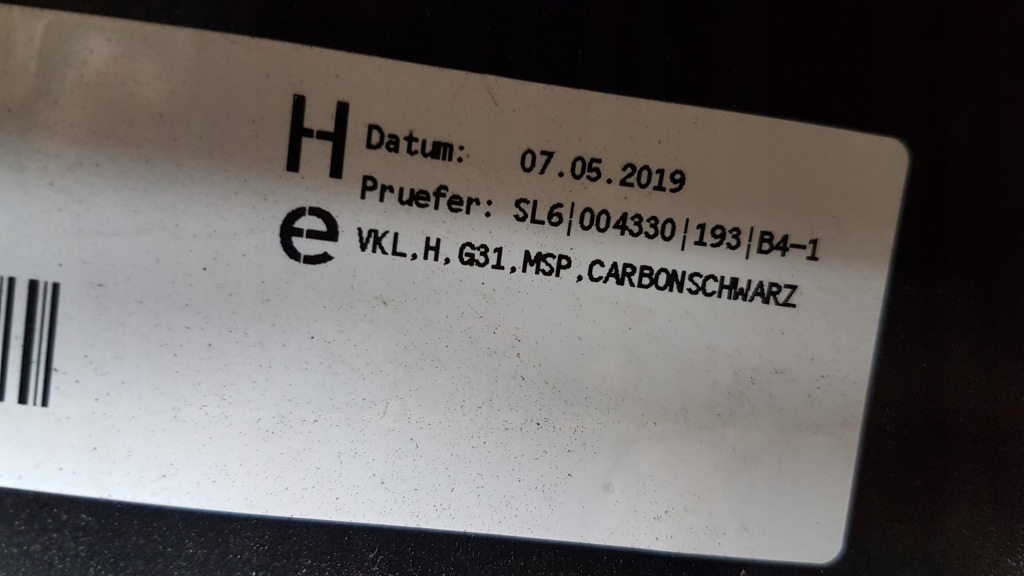 H Datum: 07.05.2019
Pruefer: SL6|004330|193|B4-1
e VKL,H,G31,MSP,CARBONSCHWARZ